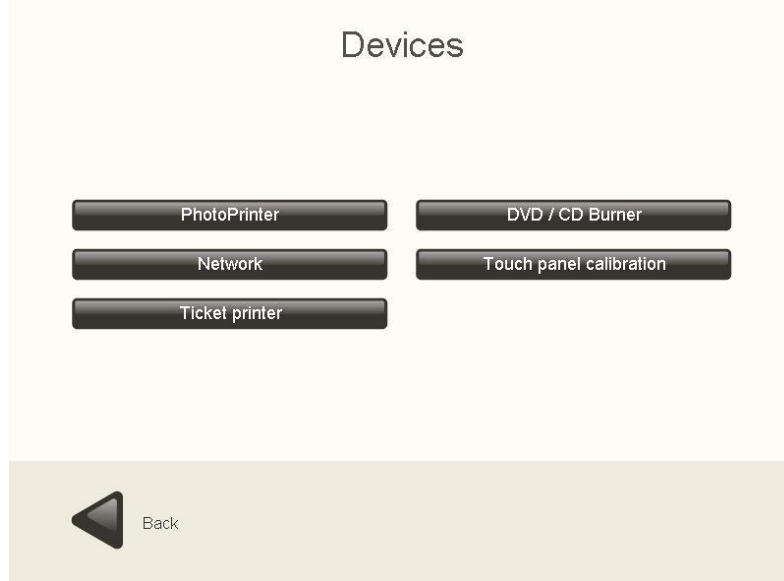 Devices
PhotoPrinter
DVD / CD Burner
Network
Touch panel calibration
Ticket printer
Back